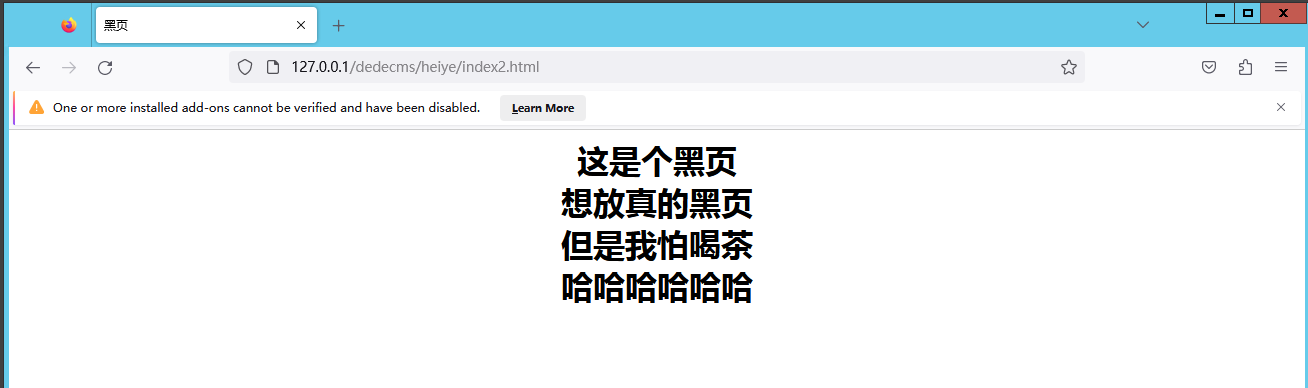 黑页
127.0.0.1/dedecms/heiye/index2.html
One or more installed add-ons cannot be verified and have been disabled. Learn More
这是个黑页
想放真的黑页
但是我怕喝茶
哈哈哈哈哈哈